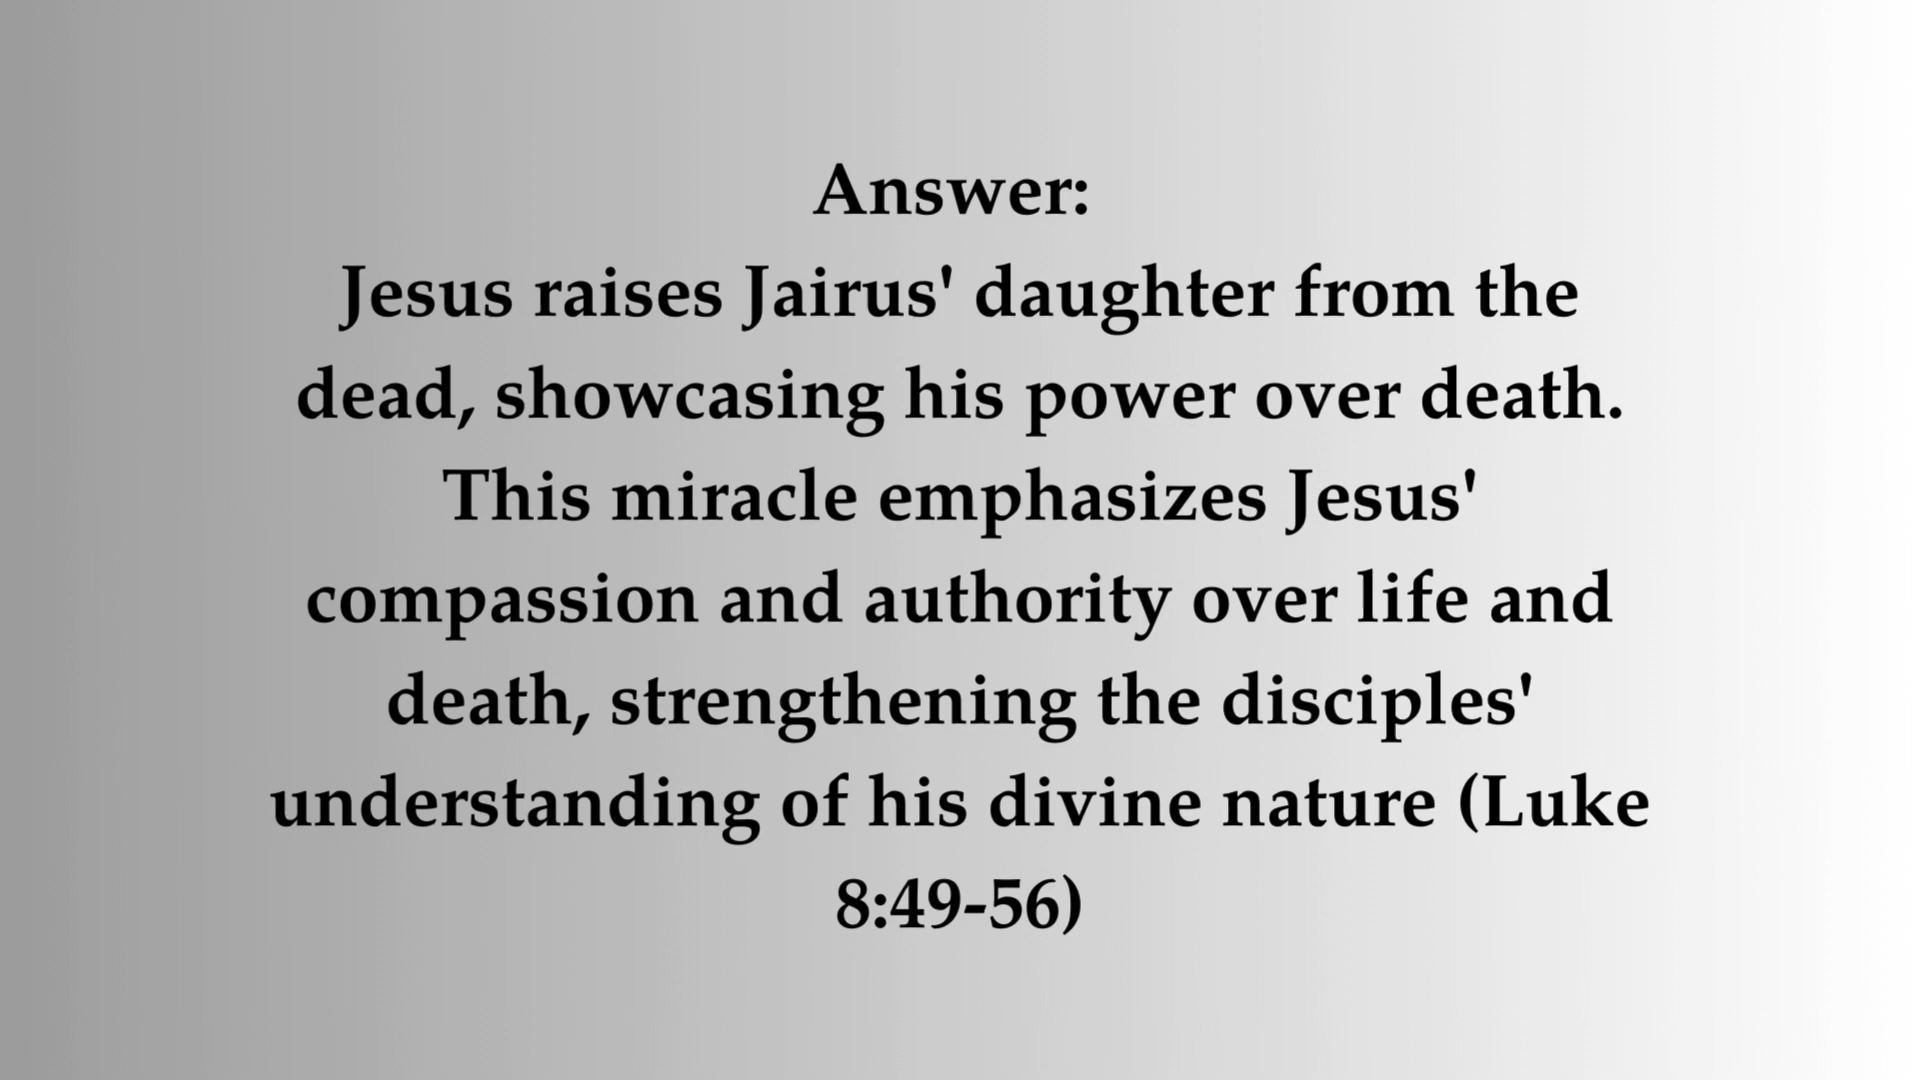 Answer:
Jesus raises Jairus' daughter from the
dead, showcasing his power over death.
This miracle emphasizes Jesus'
compassion and authority over life and
death, strengthening the disciples'
understanding of his divine nature (Luke
8:49-56)